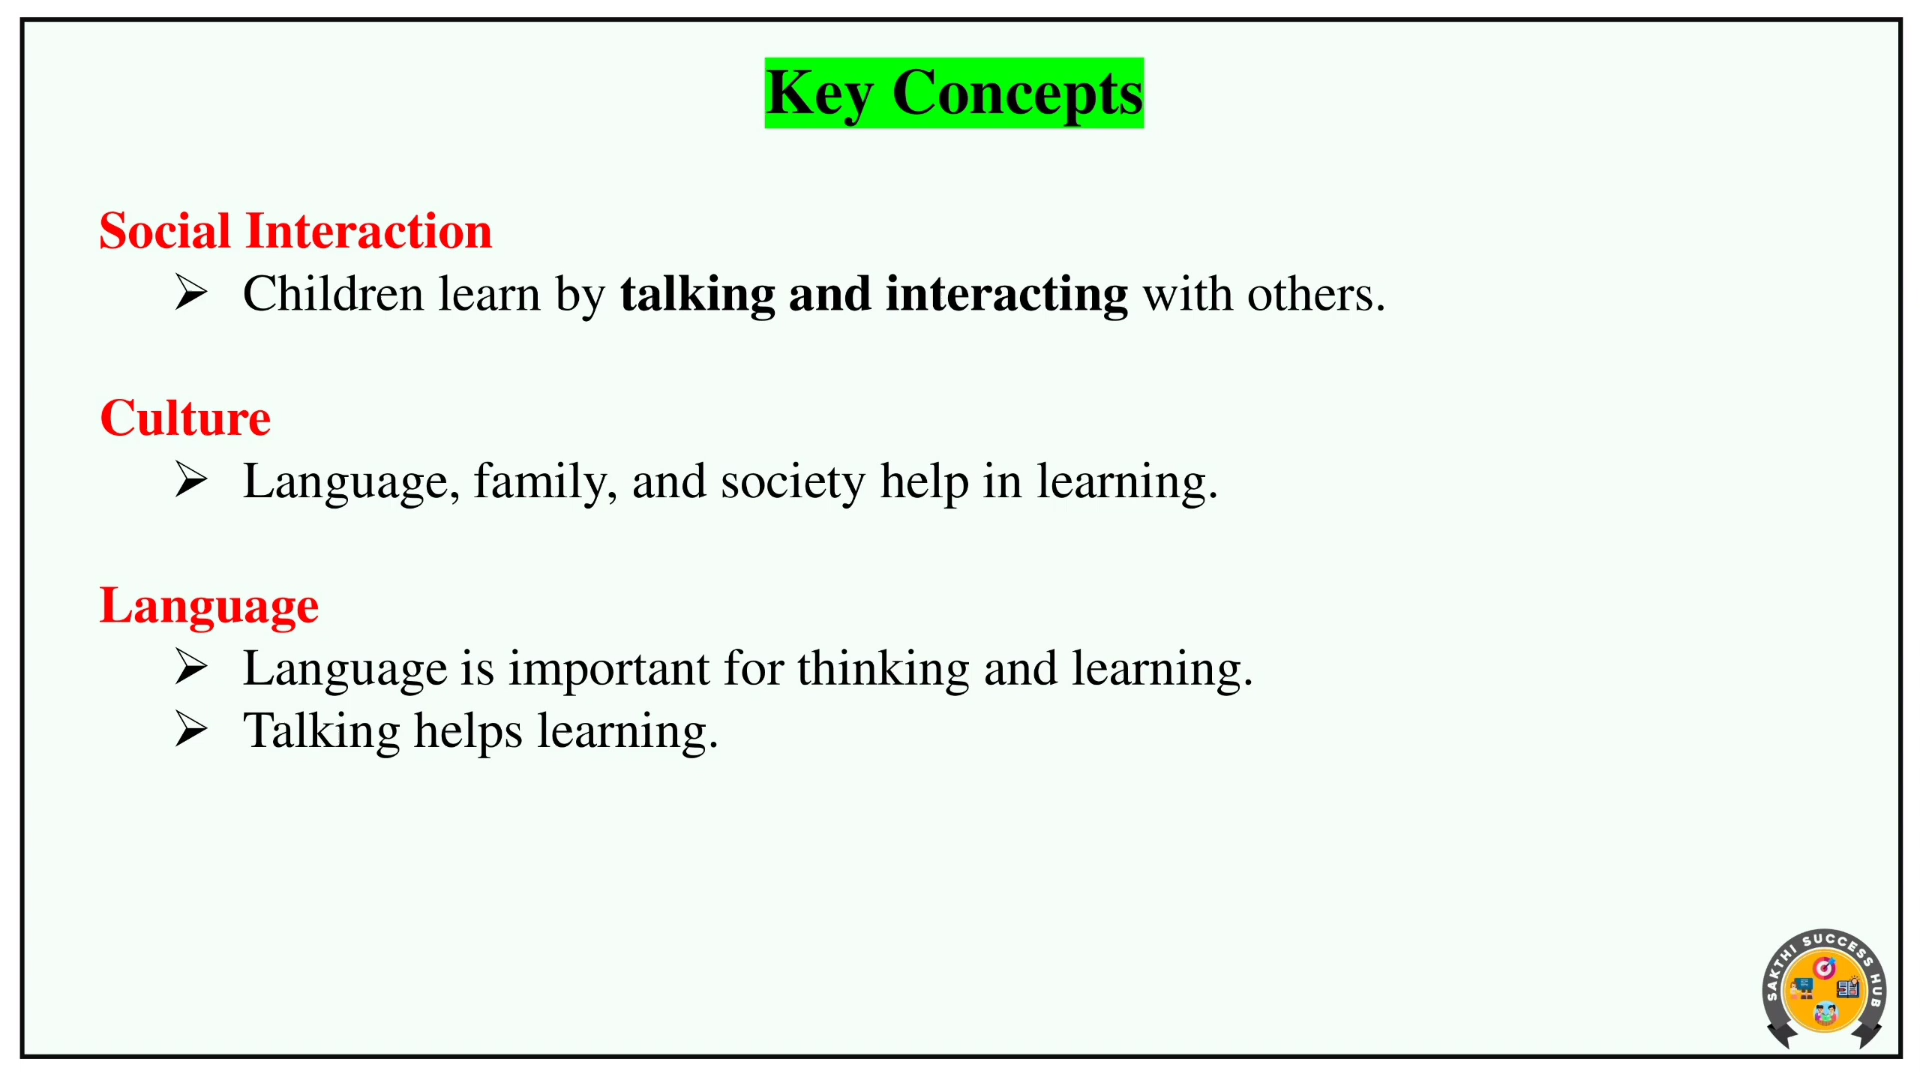 Key Concepts
Social Interaction
➢ Children learn by talking and interacting with others.
Culture
➢ Language, family, and society help in learning.
Language
➢ Language is important for thinking and learning.
➢ Talking helps learning.
SAKTHI SUCCESS HUB